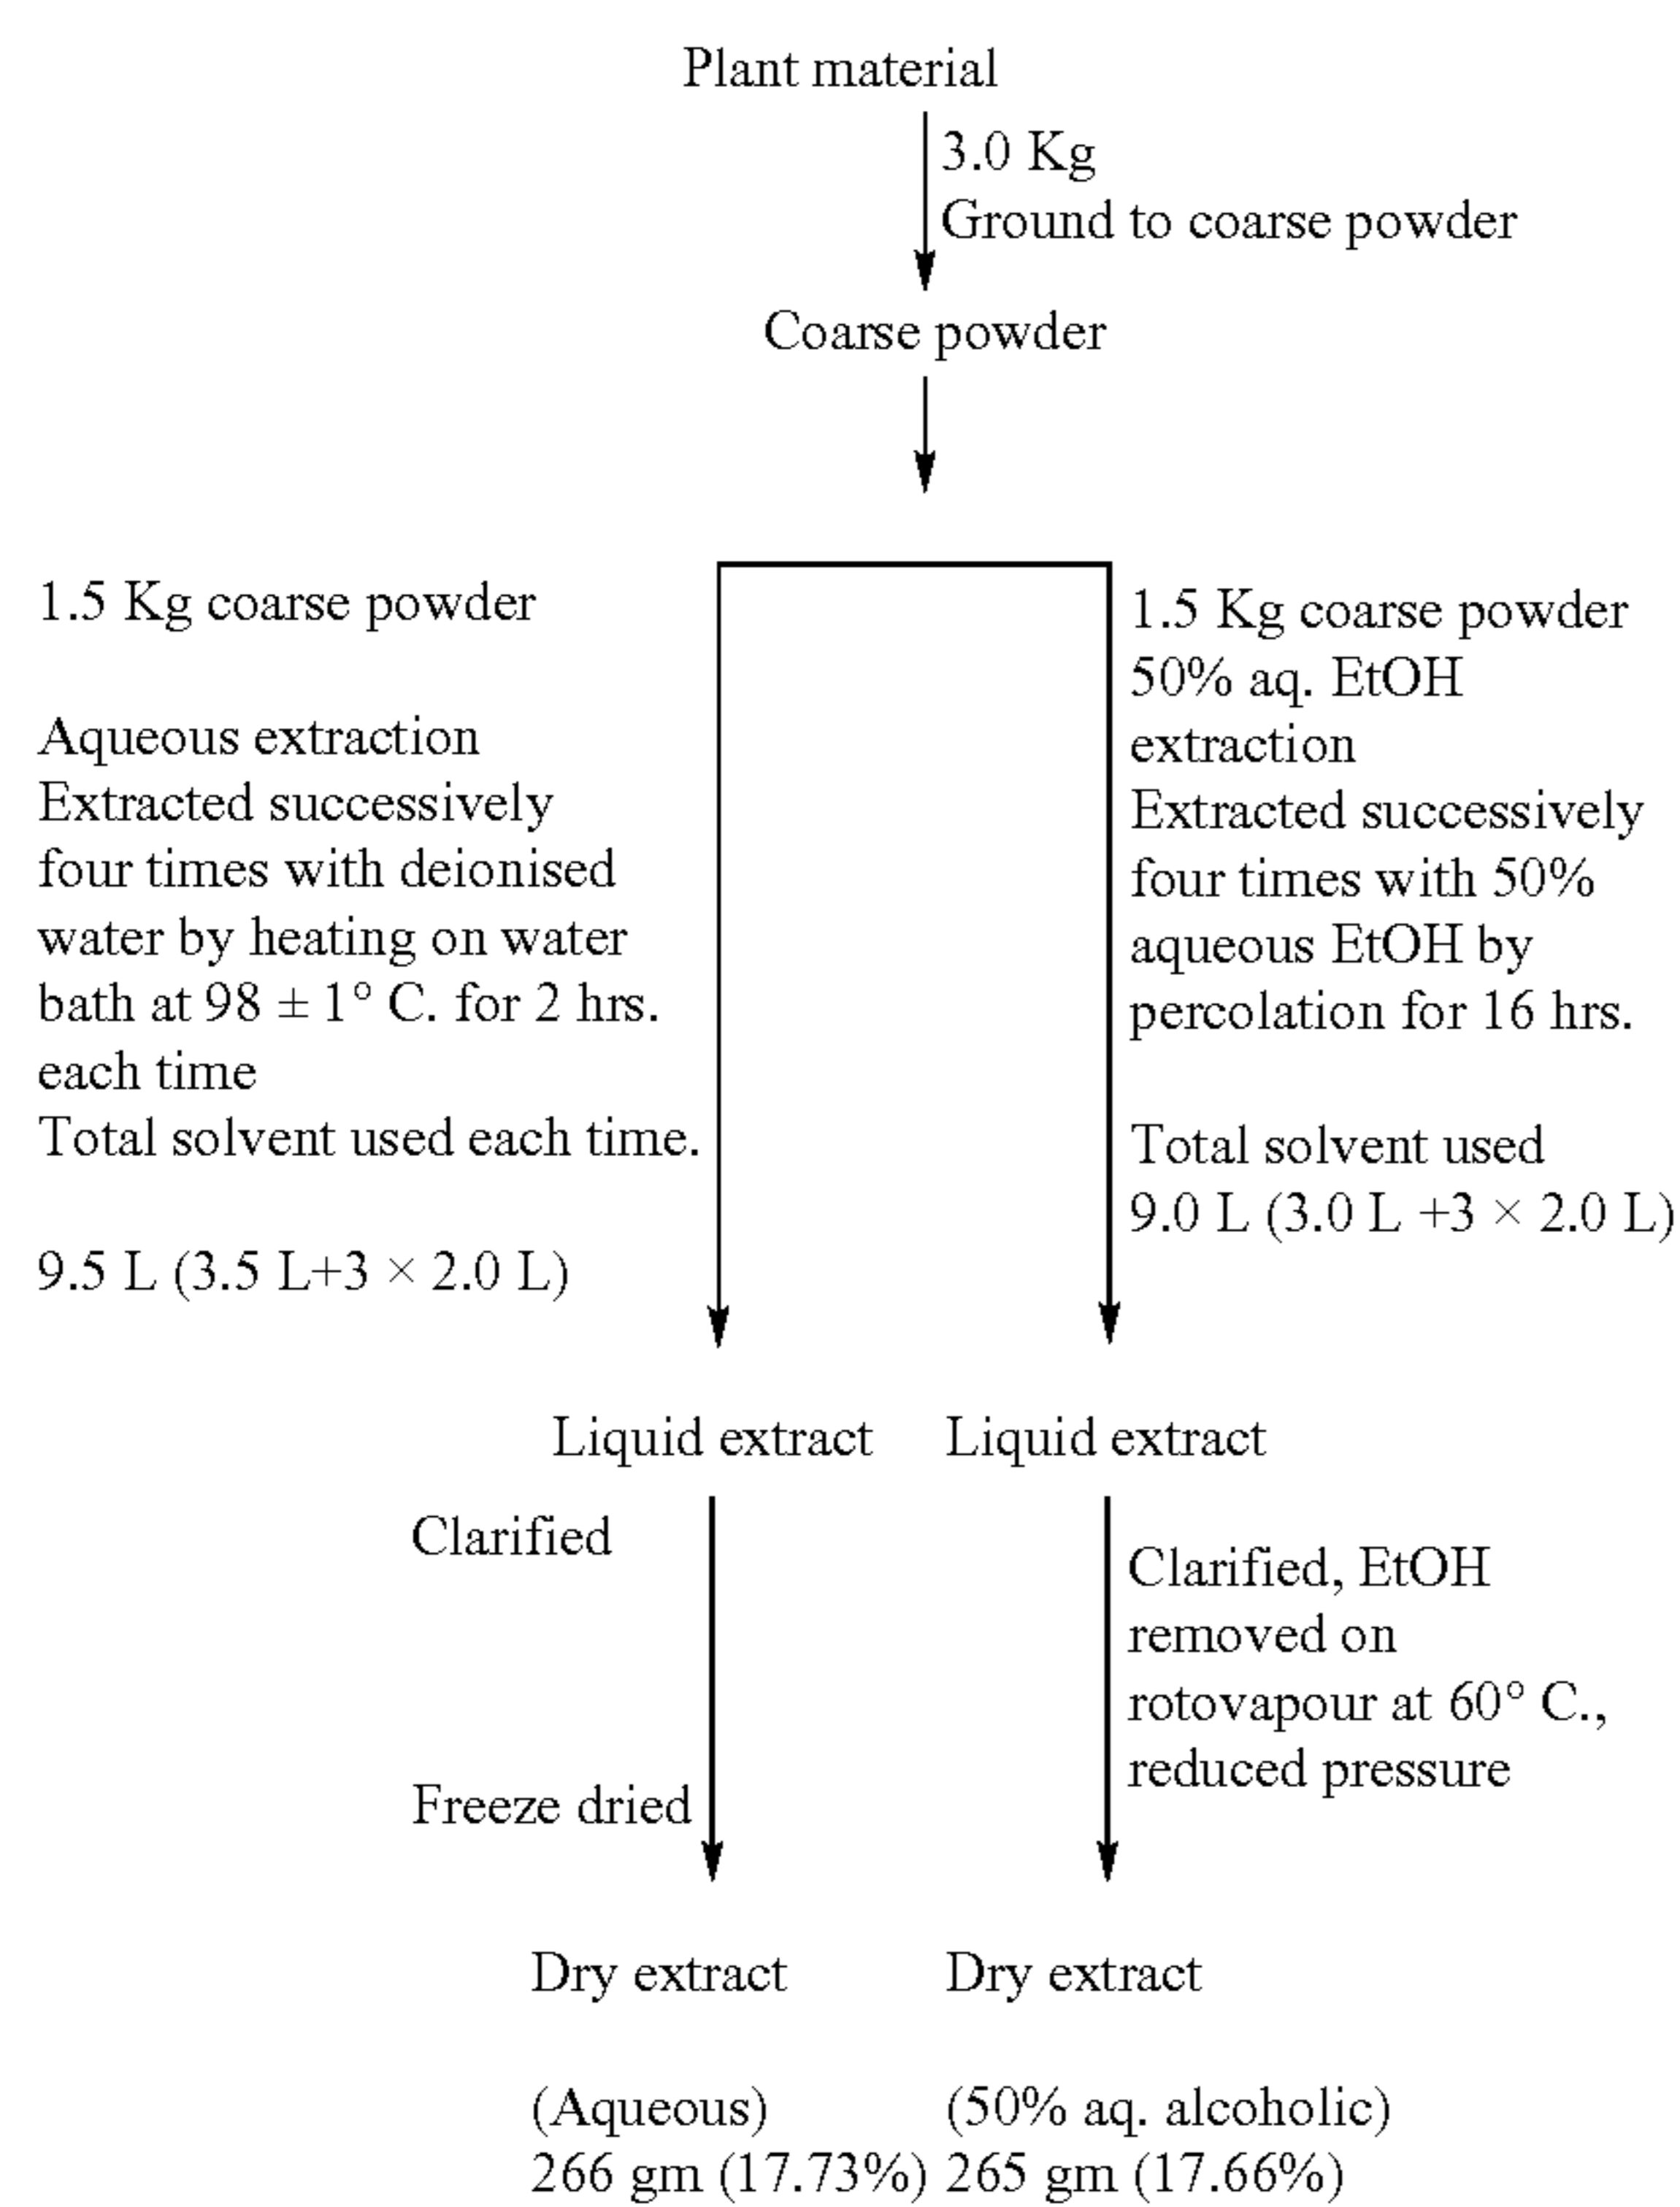 Plant material
3.0 Kg
Ground to coarse powder
Coarse powder
1.5 Kg coarse powder
Aqueous extraction
Extracted successively
four times with deionised
water by heating on water
bath at 98 ± 1° C. for 2 hrs.
each time
Total solvent used each time.
9.5 L (3.5 L+3 × 2.0 L)
1.5 Kg coarse powder
50% aq. EtOH
extraction
Extracted successively
four times with 50%
aqueous EtOH by
percolation for 16 hrs.
Total solvent used
9.0 L (3.0 L +3 × 2.0 L)
Liquid extract
Clarified
Freeze dried
Dry extract
(Aqueous)
266 gm (17.73%)
Liquid extract
Clarified, EtOH
removed on
rotovapour at 60° C.,
reduced pressure
Dry extract
(50% aq. alcoholic)
265 gm (17.66%)